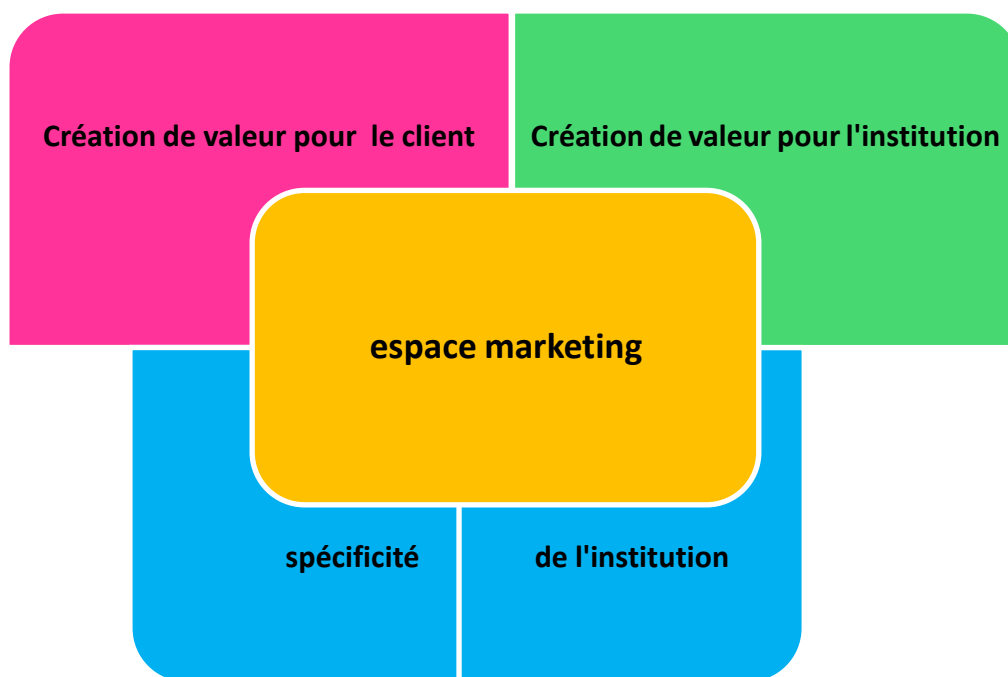 Création de valeur pour le client
Création de valeur pour l'institution
espace marketing
spécificité
de l'institution